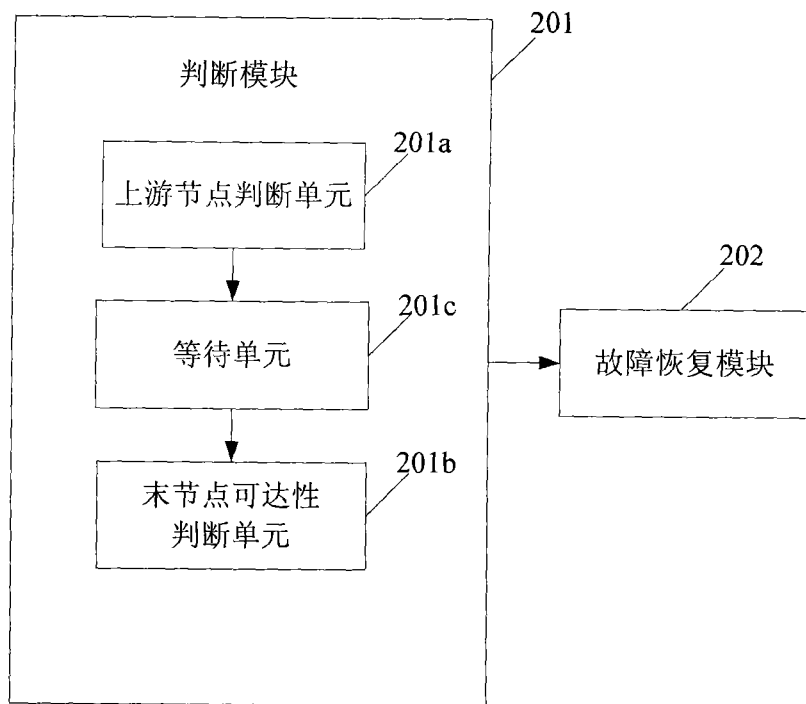 201
判断模块
201a
上游节点判断单元
201c
等待单元
202
故障恢复模块
201b
末节点可达性
判断单元